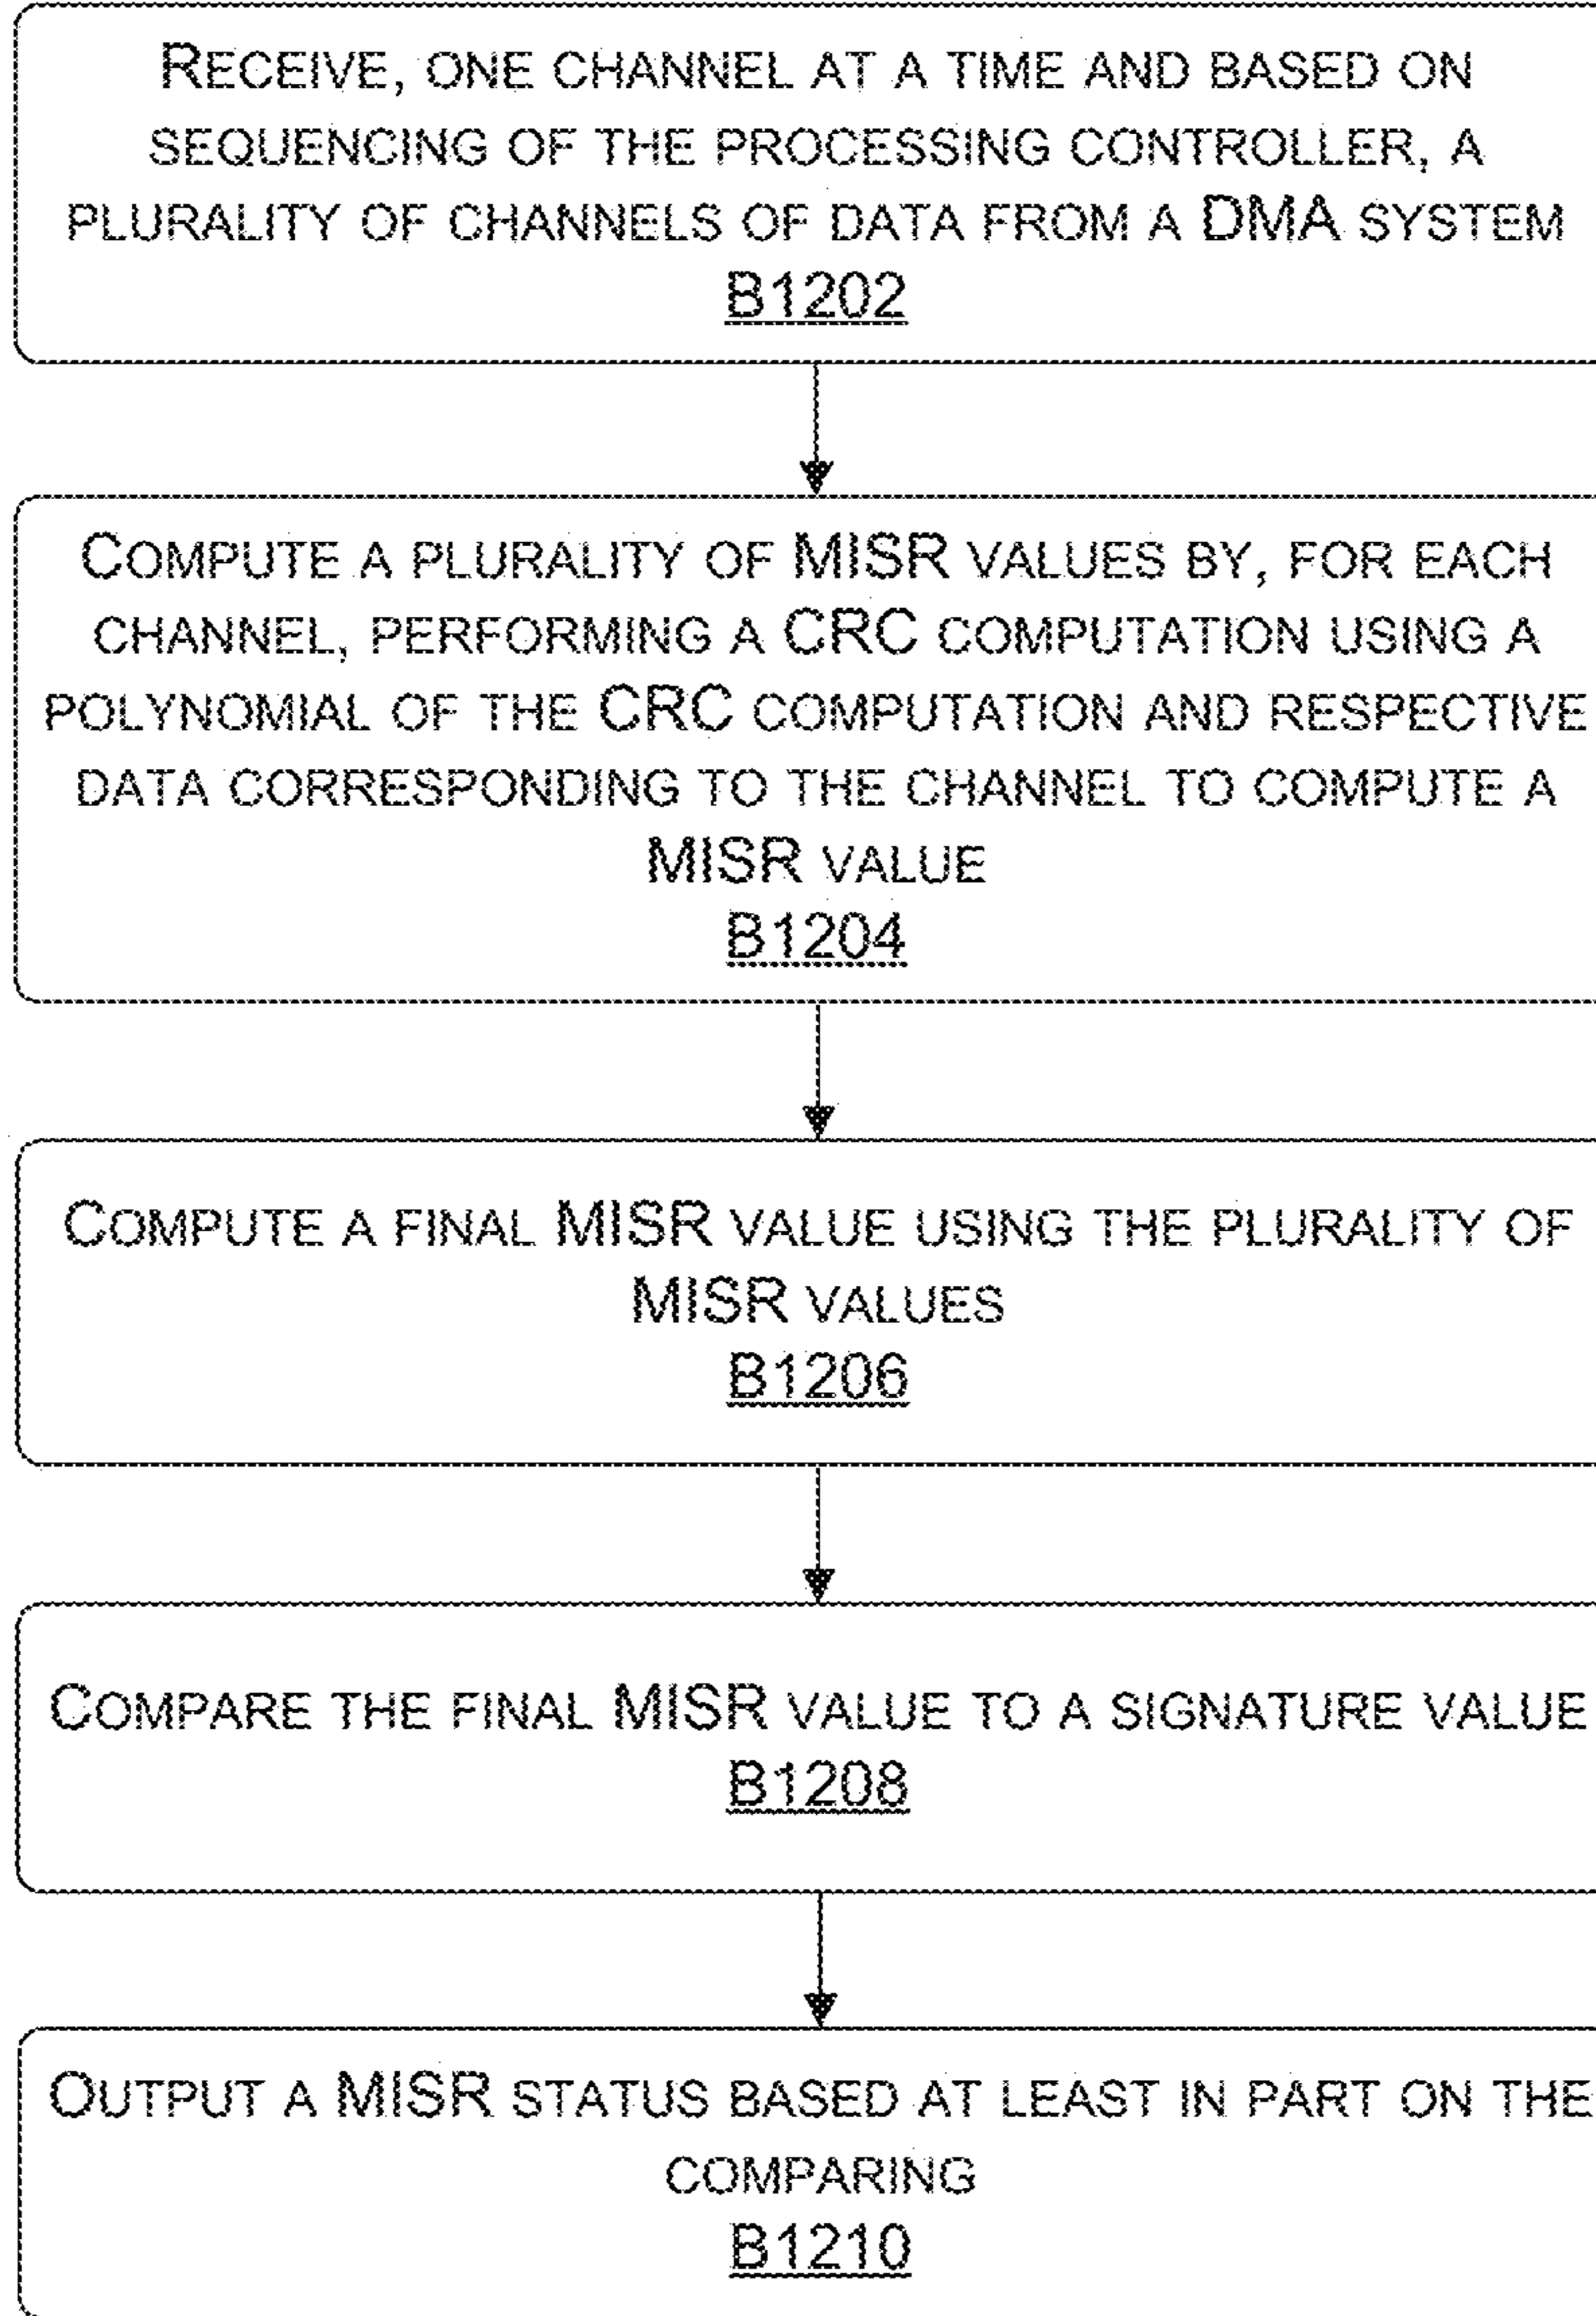 RECEIVE, ONE CHANNEL AT A TIME AND BASED ON
SEQUENCING OF THE PROCESSING CONTROLLER, A
PLURALITY OF CHANNELS OF DATA FROM A DMA SYSTEM
B1202
COMPUTE A PLURALITY OF MISR VALUES BY, FOR EACH
CHANNEL, PERFORMING A CRC COMPUTATION USING A
POLYNOMIAL OF THE CRC COMPUTATION AND RESPECTIVE
DATA CORRESPONDING TO THE CHANNEL TO COMPUTE A
MISR VALUE
B1204
COMPUTE A FINAL MISR VALUE USING THE PLURALITY OF
MISR VALUES
B1206
COMPARE THE FINAL MISR VALUE TO A SIGNATURE VALUE
B1208
OUTPUT A MISR STATUS BASED AT LEAST IN PART ON THE
COMPARING
B1210